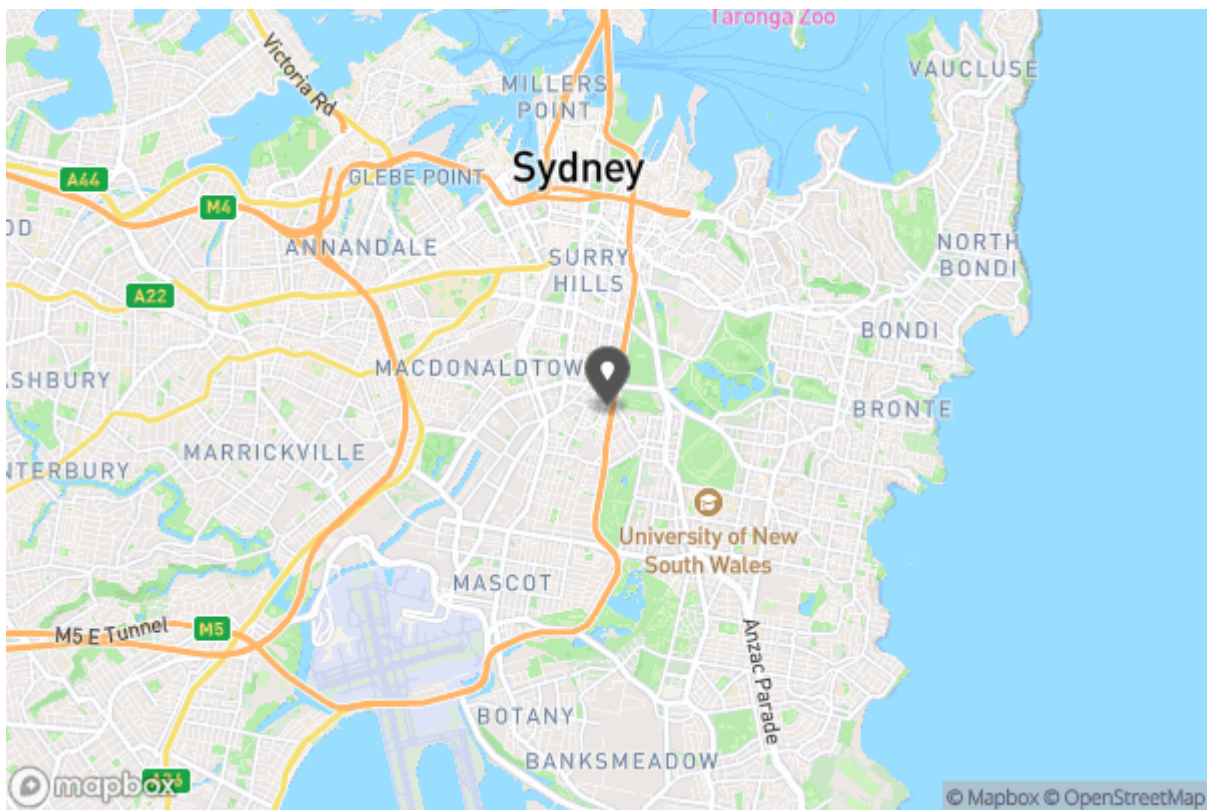 Taronga Zoo
VAUCLUSE
Victoria Rd
MILLERS
POINT
Sydney
A44
M4
GLEBE POINT
OD
ANNANDALE
SURRY
HILLS
NORTH
BONDI
A22
BONDI
MACDONALDTOW
ASHBURY
BRONTE
MARRICKVILLE
NTERBURY
University of New
South Wales
MASCOT
M5 E Tunnel
M5
Anzac Parade
BOTANY
BANKSMEADOW
A36
mapbox
© Mapbox © OpenStreetMap